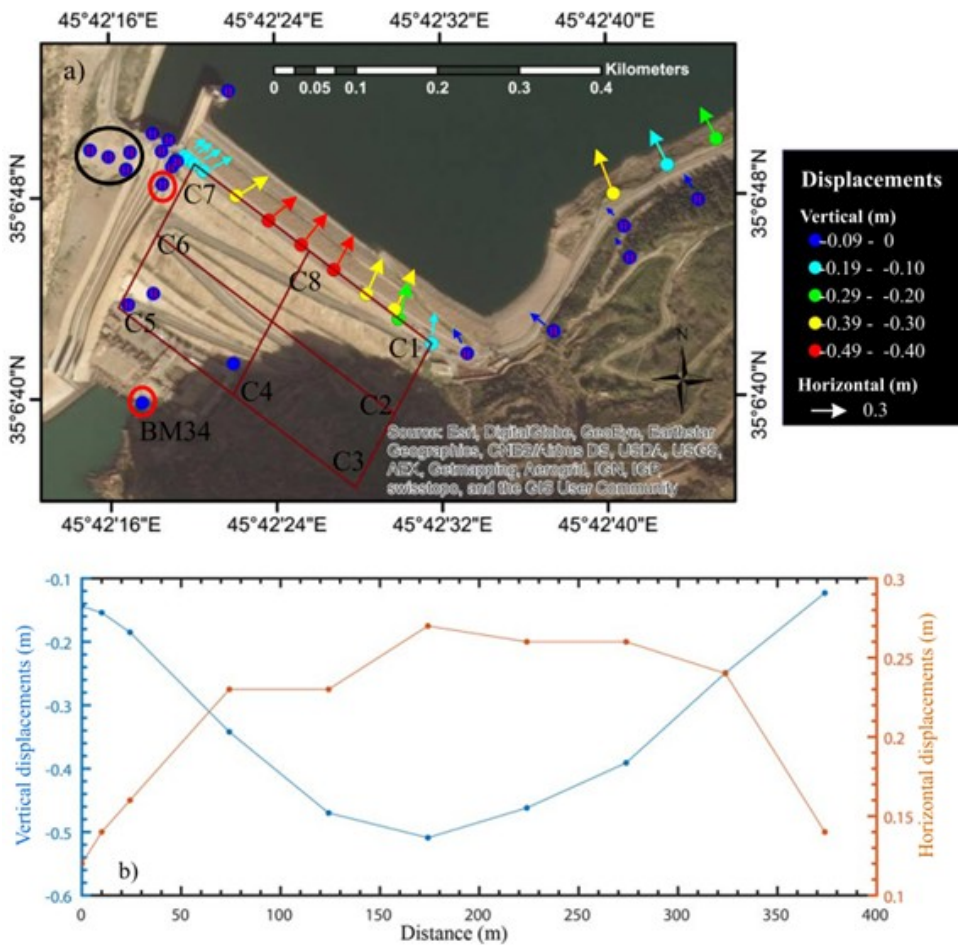 45°42'16"E 45°42'24"E 45°42'32"E 45°42'40"E
a)
Kilometers
0 0.05 0.1 0.2 0.3 0.4
35°6'48"N
35°6'48"N
35°6'40"N
35°6'40"N
C7
C6
C8
C5
C1
C4
C2
BM34
C3
N
Source: Esri, DigitalGlobe, GeoEye, Earthstar
Geographics, CNES/Airbus DS, USDA, USGS,
AEX, Getmapping, Aerogrid, IGN, IGP,
swisstopo, and the GIS User Community
Displacements
Vertical (m)
-0.09 - 0
-0.19 - -0.10
-0.29 - -0.20
-0.39 - -0.30
-0.49 - -0.40
Horizontal (m)
0.3
45°42'16"E 45°42'24"E 45°42'32"E 45°42'40"E
-0.1
-0.2
-0.3
-0.4
-0.5
-0.6
Vertical displacements (m)
0.3
0.25
0.2
0.15
0.1
Horizontal displacements (m)
b)
0 50 100 150 200 250 300 350 400
Distance (m)